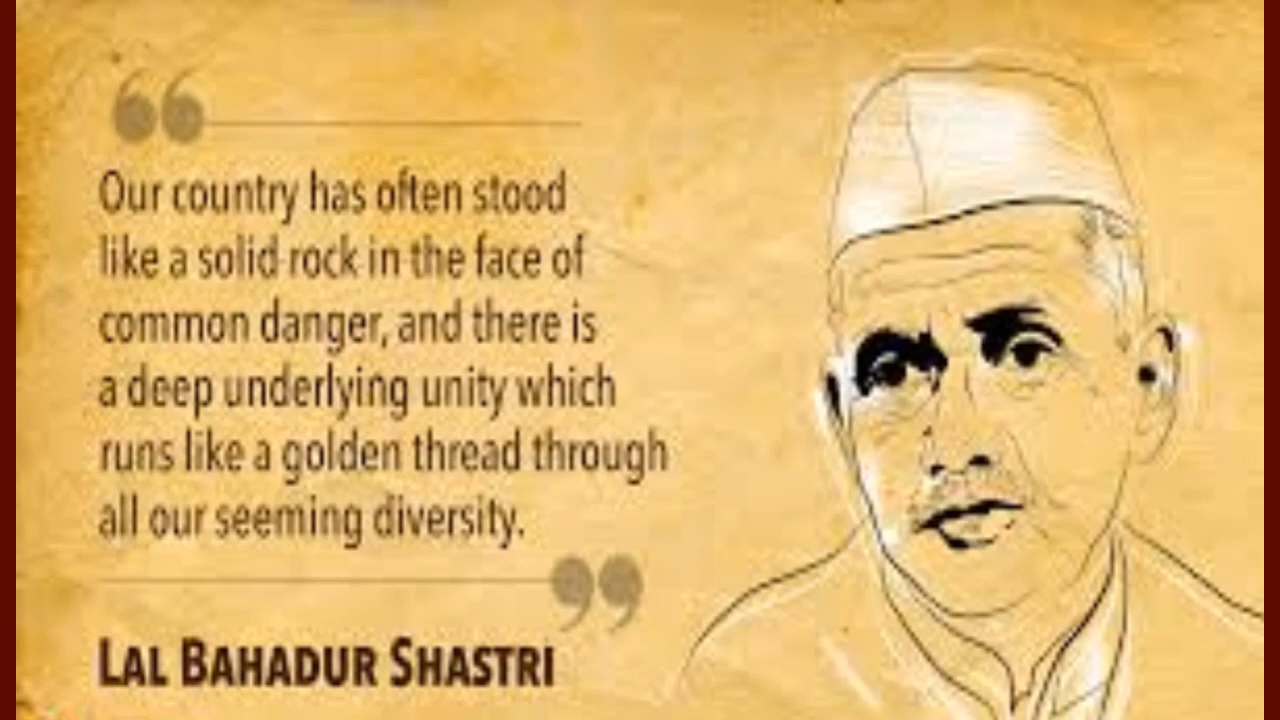 “
Our country has often stood
like a solid rock in the face of
common danger, and there is
a deep underlying unity which
runs like a golden thread through
all our seeming diversity.
”
LAL BAHADUR SHASTRI